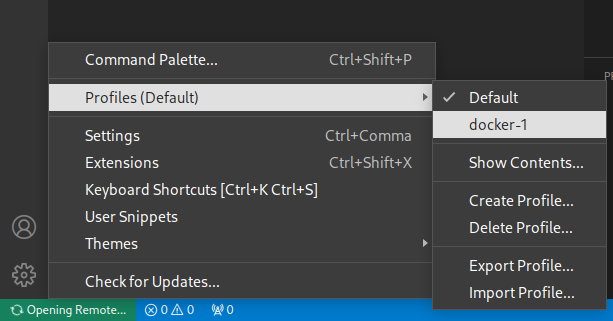 Command Palette... Ctrl+Shift+P
Profiles (Default)
Default
docker-1
Settings Ctrl+Comma
Extensions Ctrl+Shift+X
Show Contents...
Keyboard Shortcuts [Ctrl+K Ctrl+S]
User Snippets
Create Profile...
Delete Profile...
Themes
Export Profile...
Check for Updates...
Import Profile...
Opening Remote... 0 0 0